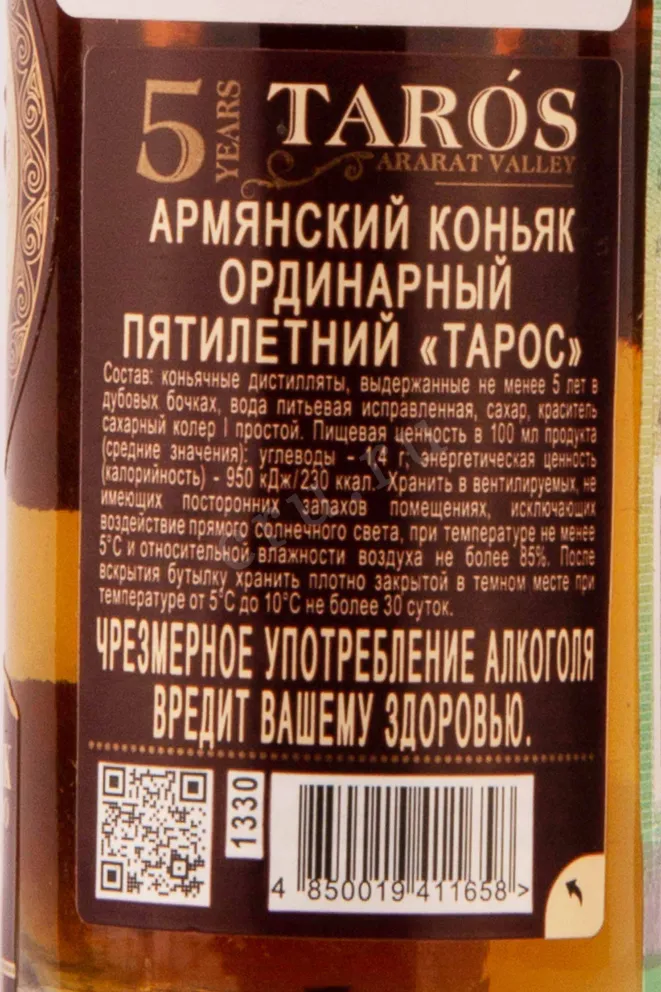 5 YEARS
TARÓS
ARARAT VALLEY
АРМЯНСКИЙ КОНЬЯК
ОРДИНАРНЫЙ
ПЯТИЛЕТНИЙ «ТАРОС»
Состав: коньячные дистилляты, выдержанные не менее 5 лет в
дубовых бочках, вода питьевая исправленная, сахар, краситель
сахарный колер I простой. Пищевая ценность в 100 мл продукта
(средние значения): углеводы - 1,4 г, энергетическая ценность
(калорийность) - 950 кДж/230 ккал. Хранить в вентилируемых, не
имеющих посторонних запахов помещениях, исключающих
воздействие прямого солнечного света, при температуре не менее
5°С и относительной влажности воздуха не более 85%. После
вскрытия бутылку хранить плотно закрытой в темном месте при
температуре от 5°С до 10°С не более 30 суток.
ЧРЕЗМЕРНОЕ УПОТРЕБЛЕНИЕ АЛКОГОЛЯ
ВРЕДИТ ВАШЕМУ ЗДОРОВЬЮ.
1330
4 850019 411658 >
cru.ru